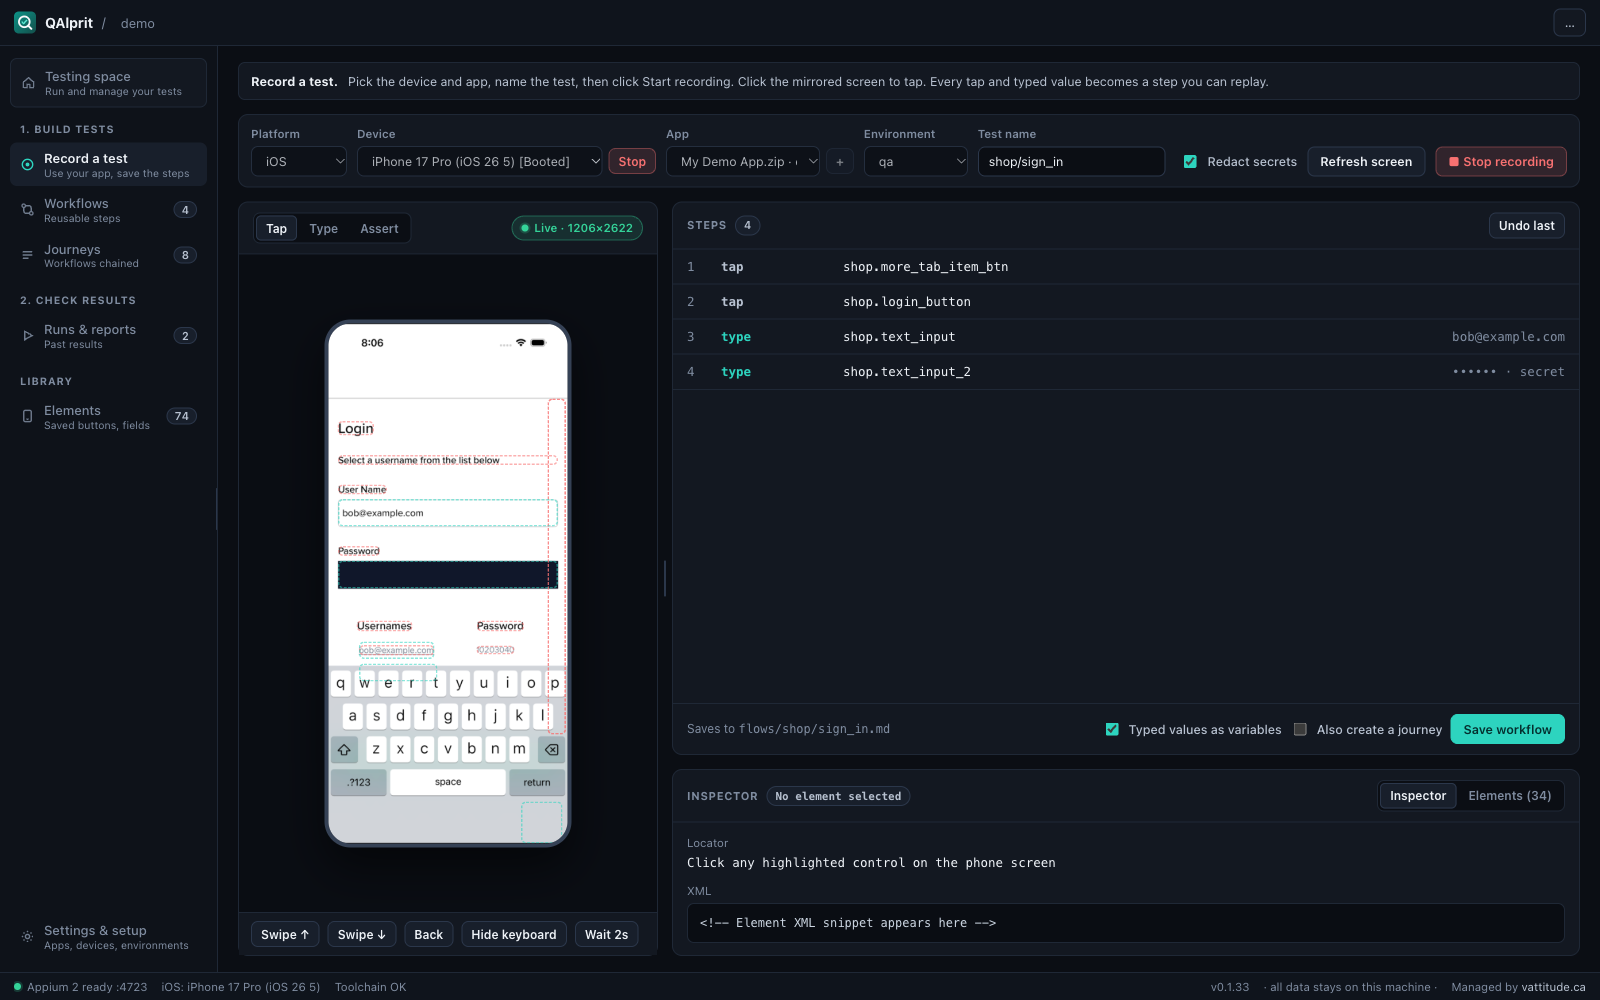 QAlprit / demo
...
Testing space
Run and manage your tests
1. BUILD TESTS
Record a test
Use your app, save the steps
Workflows
Reusable steps
4
Journeys
Workflows chained
8
2. CHECK RESULTS
Runs & reports
Past results
2
LIBRARY
Elements
Saved buttons, fields
74
Settings & setup
Apps, devices, environments
Record a test. Pick the device and app, name the test, then click Start recording. Click the mirrored screen to tap. Every tap and typed value becomes a step you can replay.
Platform
iOS
Device
iPhone 17 Pro (iOS 26 5) [Booted]
Stop
App
My Demo App.zip ·
+
Environment
qa
Test name
shop/sign_in
Redact secrets
Refresh screen
Stop recording
Tap Type Assert
Live · 1206×2622
8:06
Login
Select a username from the list below
User Name
bob@example.com
Password
Usernames Password
bob@example.com 10203040
q w e r t y u i o p
a s d f g h j k l
z x c v b n m
.?123 space return
Swipe ↑ Swipe ↓ Back Hide keyboard Wait 2s
STEPS 4
Undo last
1 tap shop.more_tab_item_btn
2 tap shop.login_button
3 type shop.text_input bob@example.com
4 type shop.text_input_2 •••••• · secret
Saves to flows/shop/sign_in.md
Typed values as variables
Also create a journey
Save workflow
INSPECTOR No element selected
Inspector Elements (34)
Locator
Click any highlighted control on the phone screen
XML
<!-- Element XML snippet appears here -->
Appium 2 ready :4723 iOS: iPhone 17 Pro (iOS 26 5) Toolchain OK
v0.1.33 · all data stays on this machine · Managed by vattitude.ca